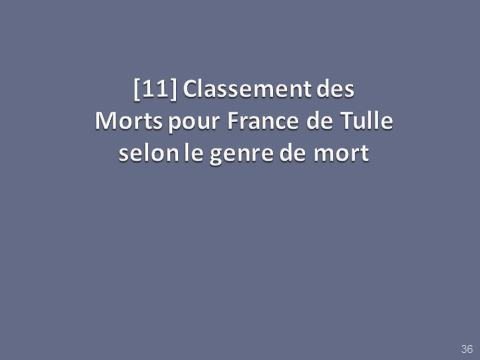 [11] Classement des
Morts pour France de Tulle
selon le genre de mort
36